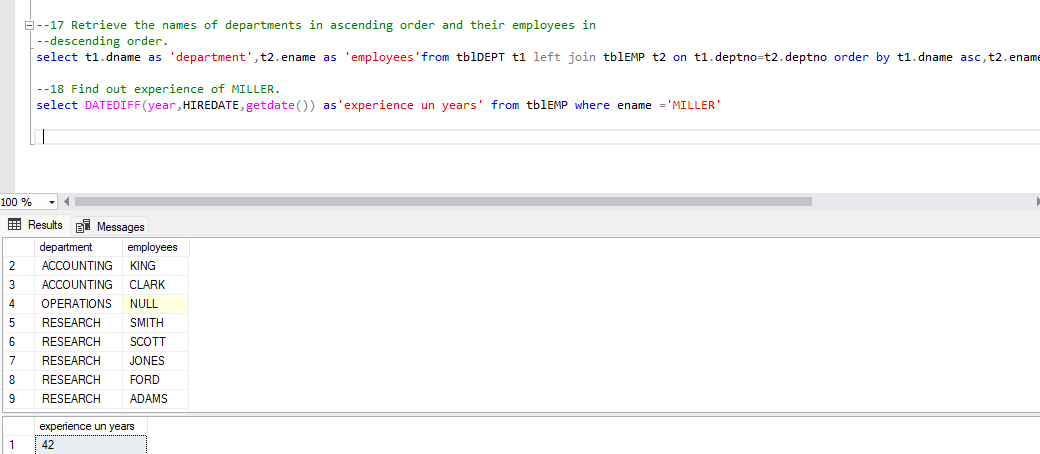 --17 Retrieve the names of departments in ascending order and their employees in
--descending order.
select t1.dname as 'department',t2.ename as 'employees'from tblDEPT t1 left join tblEMP t2 on t1.deptno=t2.deptno order by t1.dname asc,t2.ename
--18 Find out experience of MILLER.
select DATEDIFF(year,HIREDATE,getdate()) as'experience un years' from tblEMP where ename ='MILLER'
100 %
Results Messages
department employees
2 ACCOUNTING KING
3 ACCOUNTING CLARK
4 OPERATIONS NULL
5 RESEARCH SMITH
6 RESEARCH SCOTT
7 RESEARCH JONES
8 RESEARCH FORD
9 RESEARCH ADAMS
experience un years
1 42